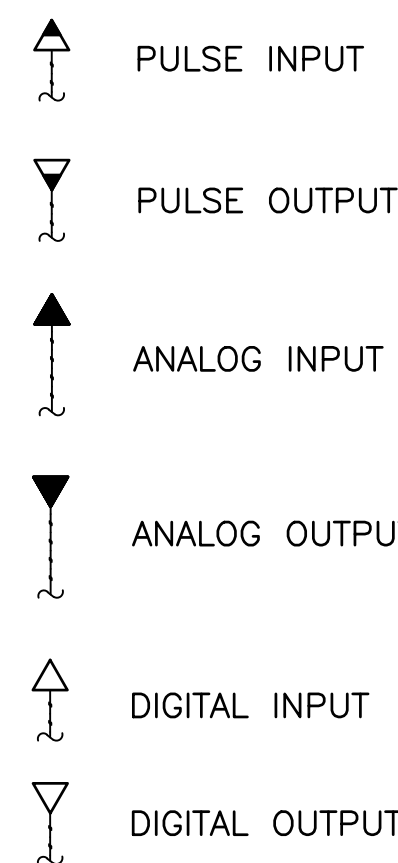 PULSE INPUT
PULSE OUTPUT
ANALOG INPUT
ANALOG OUTPU
DIGITAL INPUT
DIGITAL OUTPUT